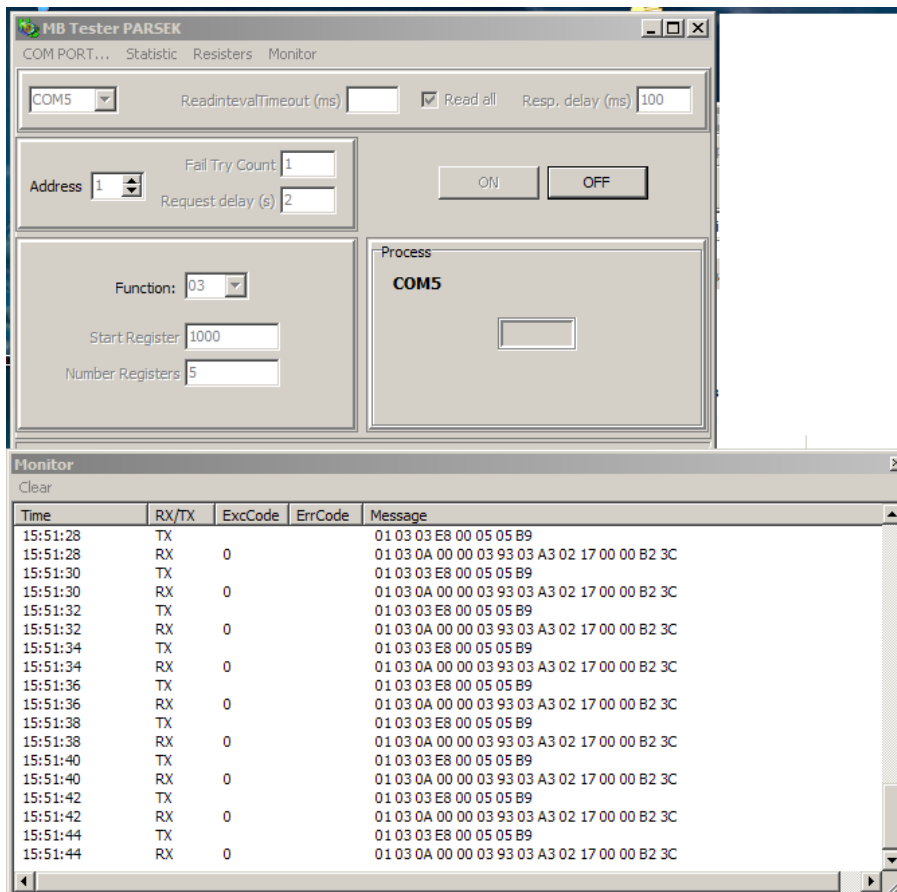 MB Tester PARSEK
COM PORT... Statistic Resisters Monitor
COM5 ReadintevalTimeout (ms) Read all Resp. delay (ms) 100
Fail Try Count 1
Address 1
Request delay (s) 2
ON OFF
Process
COM5
Function: 03
Start Register 1000
Number Registers 5
Monitor
Clear
Time RX/TX ExcCode ErrCode Message
15:51:28 TX 01 03 03 E8 00 05 05 B9
15:51:28 RX 0 01 03 0A 00 00 03 93 03 A3 02 17 00 00 B2 3C
15:51:30 TX 01 03 03 E8 00 05 05 B9
15:51:30 RX 0 01 03 0A 00 00 03 93 03 A3 02 17 00 00 B2 3C
15:51:32 TX 01 03 03 E8 00 05 05 B9
15:51:32 RX 0 01 03 0A 00 00 03 93 03 A3 02 17 00 00 B2 3C
15:51:34 TX 01 03 03 E8 00 05 05 B9
15:51:34 RX 0 01 03 0A 00 00 03 93 03 A3 02 17 00 00 B2 3C
15:51:36 TX 01 03 03 E8 00 05 05 B9
15:51:36 RX 0 01 03 0A 00 00 03 93 03 A3 02 17 00 00 B2 3C
15:51:38 TX 01 03 03 E8 00 05 05 B9
15:51:38 RX 0 01 03 0A 00 00 03 93 03 A3 02 17 00 00 B2 3C
15:51:40 TX 01 03 03 E8 00 05 05 B9
15:51:40 RX 0 01 03 0A 00 00 03 93 03 A3 02 17 00 00 B2 3C
15:51:42 TX 01 03 03 E8 00 05 05 B9
15:51:42 RX 0 01 03 0A 00 00 03 93 03 A3 02 17 00 00 B2 3C
15:51:44 TX 01 03 03 E8 00 05 05 B9
15:51:44 RX 0 01 03 0A 00 00 03 93 03 A3 02 17 00 00 B2 3C